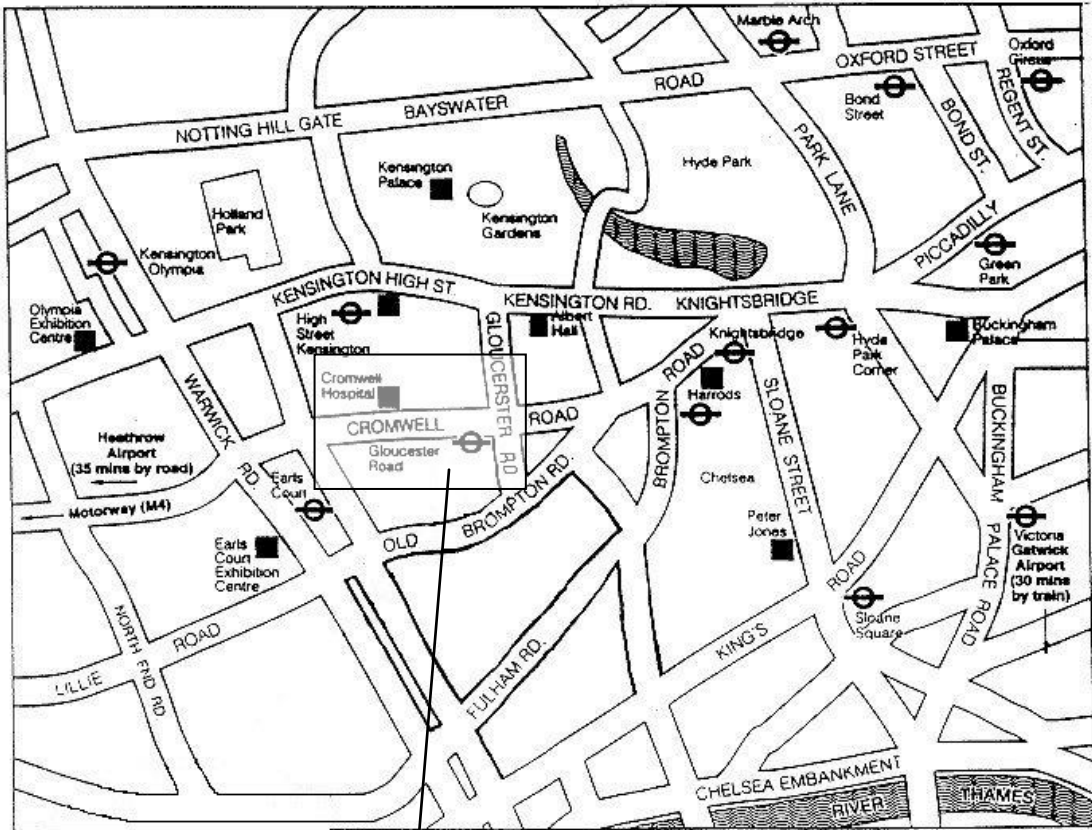 Marble Arch
OXFORD STREET
Oxford
Circus
NOTTING HILL GATE
BAYSWATER
ROAD
Bond
Street
BOND ST.
REGENT ST.
Kensington
Palace
Hyde Park
PARK LANE
Holland
Park
Kensington
Gardens
PICCADILLY
Green
Park
Kensington
Olympia
KENSINGTON HIGH ST.
KENSINGTON RD.
KNIGHTSBRIDGE
Olympia
Exhibition
Centre
High
Street
Kensington
GLOUCERSTER RD
Albert
Hall
Knightsbridge
Hyde
Park
Corner
Buckingham
Palace
WARWICK
RD.
Cromwell
Hospital
CROMWELL
ROAD
BROMPTON
ROAD
Harrods
SLOANE STREET
BUCKINGHAM
PALACE ROAD
Heathrow
Airport
(35 mins by road)
Gloucester
Road
Motorway (M4)
Earls
Court
Chelsea
OLD
BROMPTON RD.
Peter
Jones
Victoria
Gatwick
Airport
(30 mins
by train)
Earls
Court
Exhibition
Centre
NORTH END RD
LILLIE
ROAD
FULHAM RD.
KING'S
ROAD
Sloane
Square
CHELSEA EMBANKMENT
RIVER
THAMES